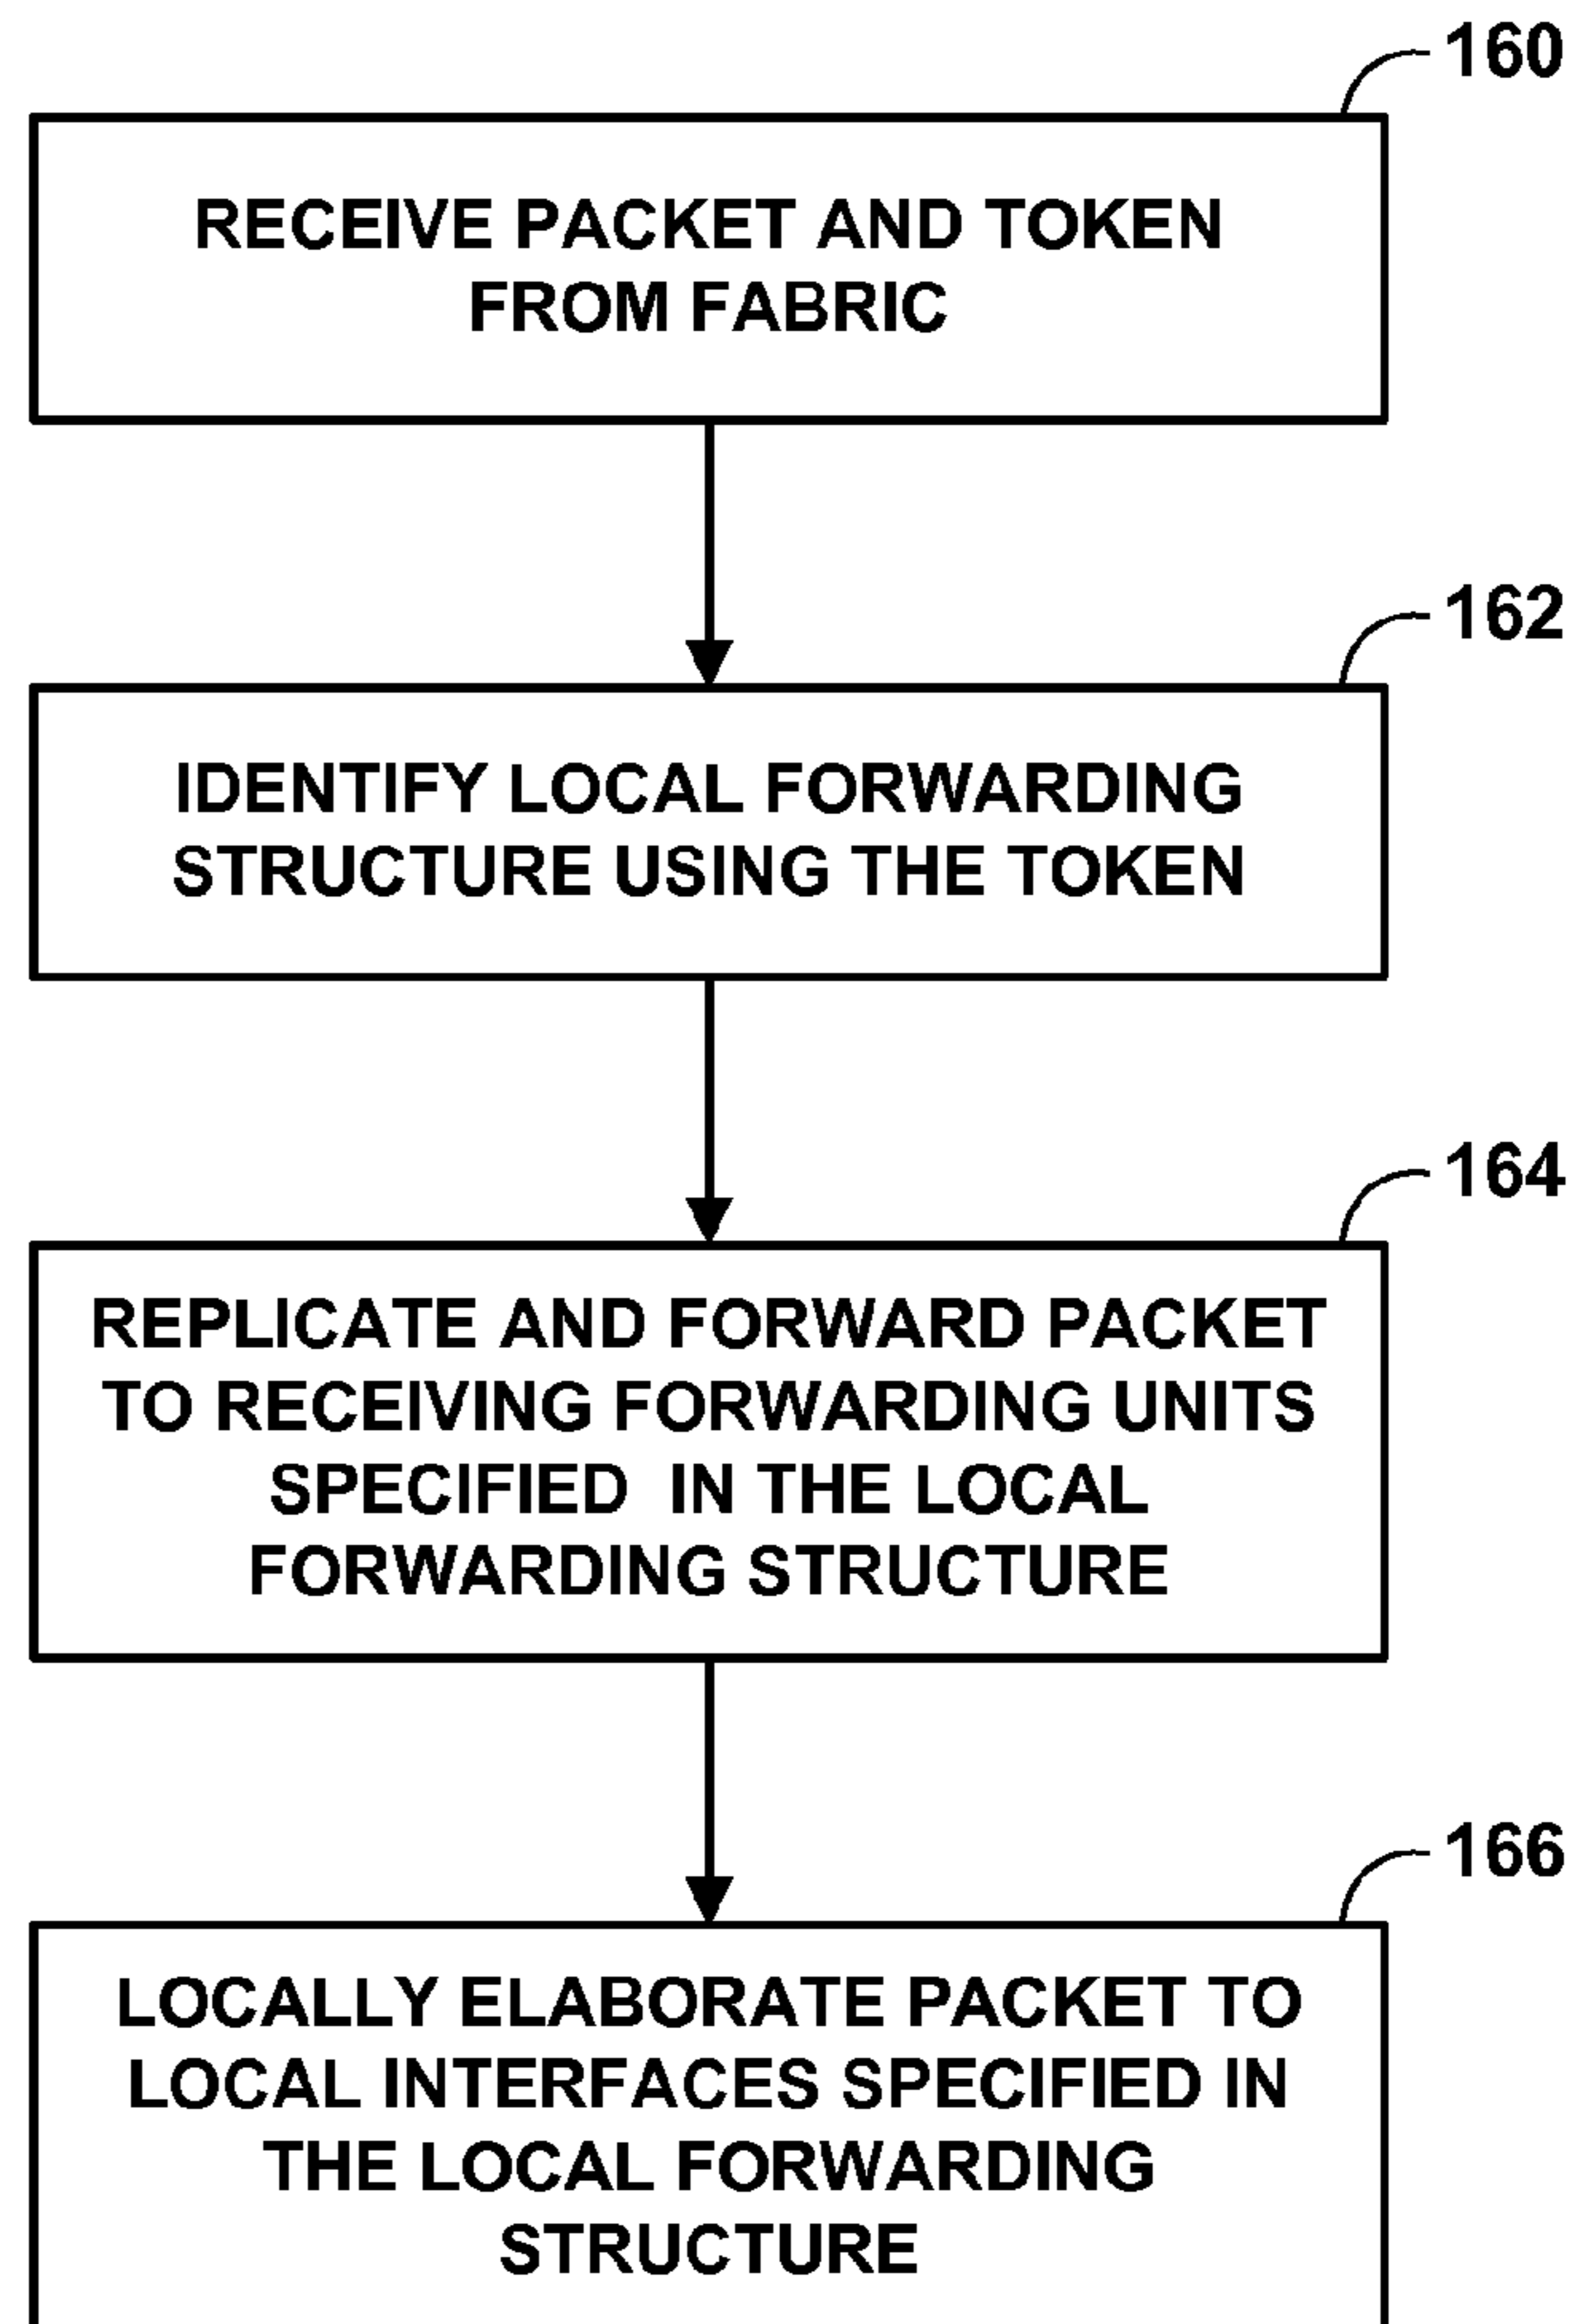 160
RECEIVE PACKET AND TOKEN
FROM FABRIC
162
IDENTIFY LOCAL FORWARDING
STRUCTURE USING THE TOKEN
164
REPLICATE AND FORWARD PACKET
TO RECEIVING FORWARDING UNITS
SPECIFIED IN THE LOCAL
FORWARDING STRUCTURE
166
LOCALLY ELABORATE PACKET TO
LOCAL INTERFACES SPECIFIED IN
THE LOCAL FORWARDING
STRUCTURE